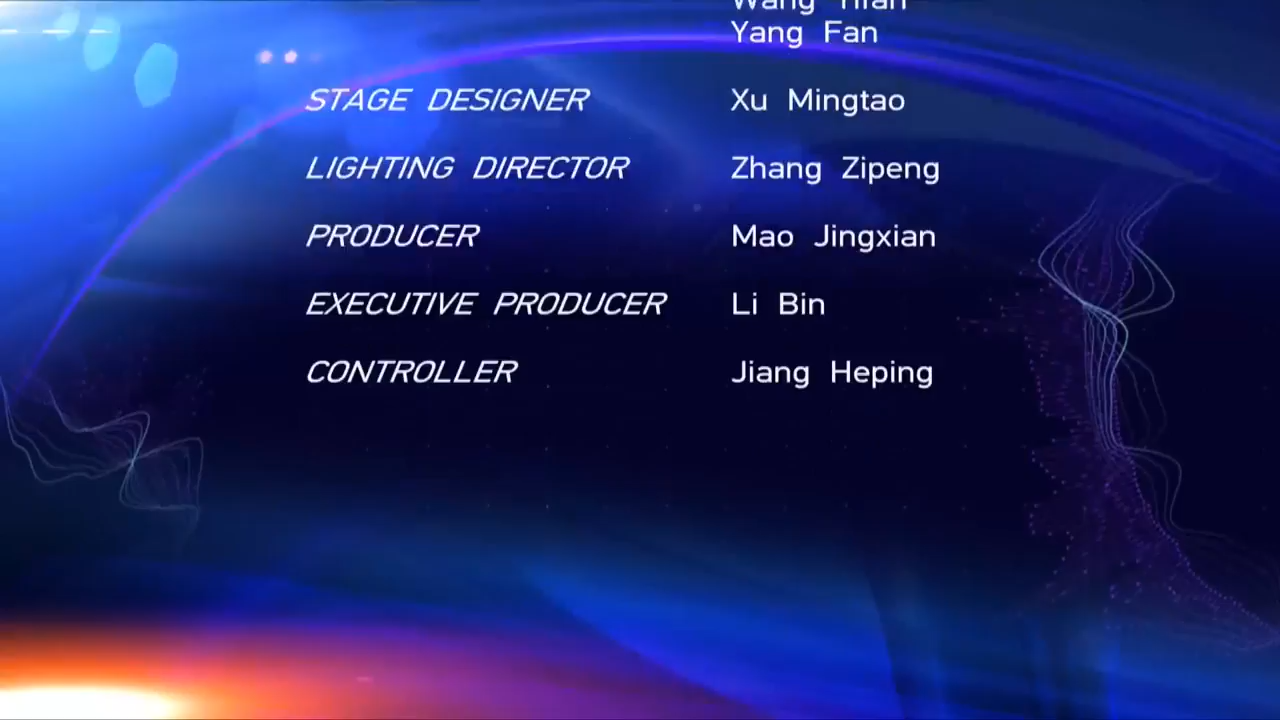 Yang Fan
STAGE DESIGNER Xu Mingtao
LIGHTING DIRECTOR Zhang Zipeng
PRODUCER Mao Jingxian
EXECUTIVE PRODUCER Li Bin
CONTROLLER Jiang Heping